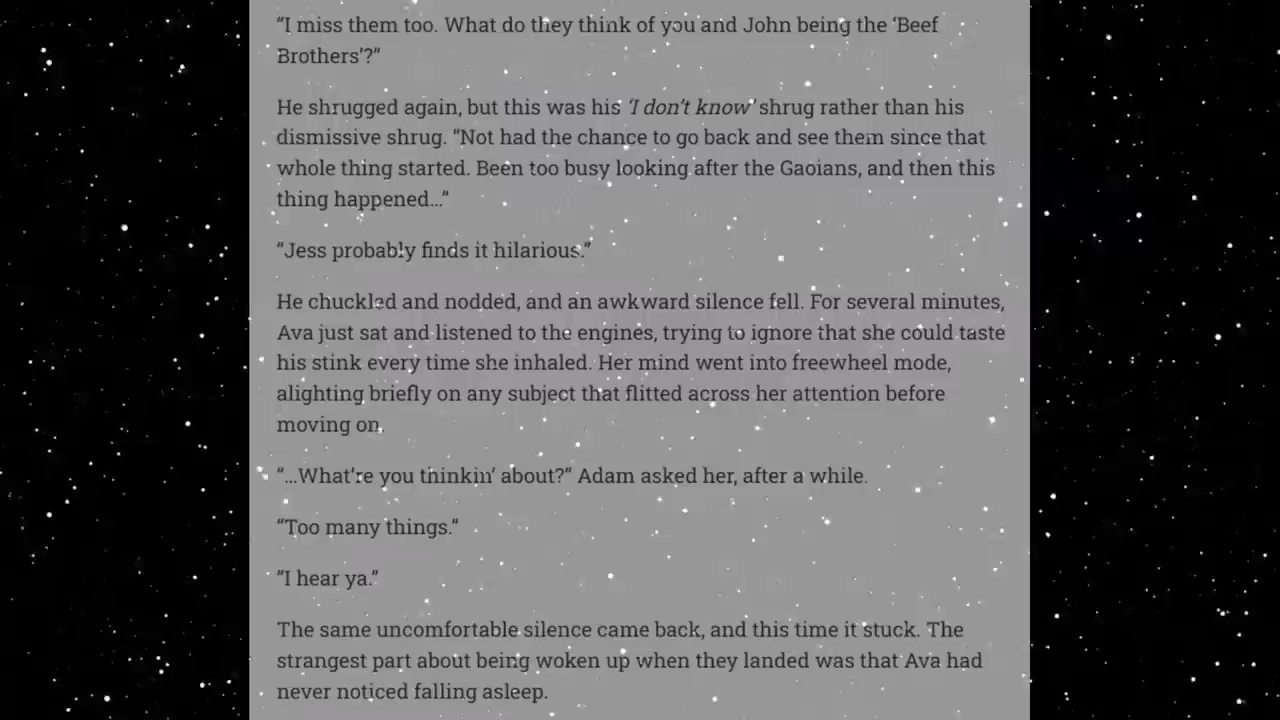 “I miss them too. What do they think of you and John being the ‘Beef
Brothers’?”
He shrugged again, but this was his ‘I don’t know’ shrug rather than his
dismissive shrug. “Not had the chance to go back and see them since that
whole thing started. Been too busy looking after the Gaoians, and then this
thing happened…”
“Jess probably finds it hilarious.”
He chuckled and nodded, and an awkward silence fell. For several minutes,
Ava just sat and listened to the engines, trying to ignore that she could taste
his stink every time she inhaled. Her mind went into freewheel mode,
alighting briefly on any subject that flitted across her attention before
moving on.
“…What’re you thinkin’ about?” Adam asked her, after a while.
“Too many things.”
“I hear ya.”
The same uncomfortable silence came back, and this time it stuck. The
strangest part about being woken up when they landed was that Ava had
never noticed falling asleep.